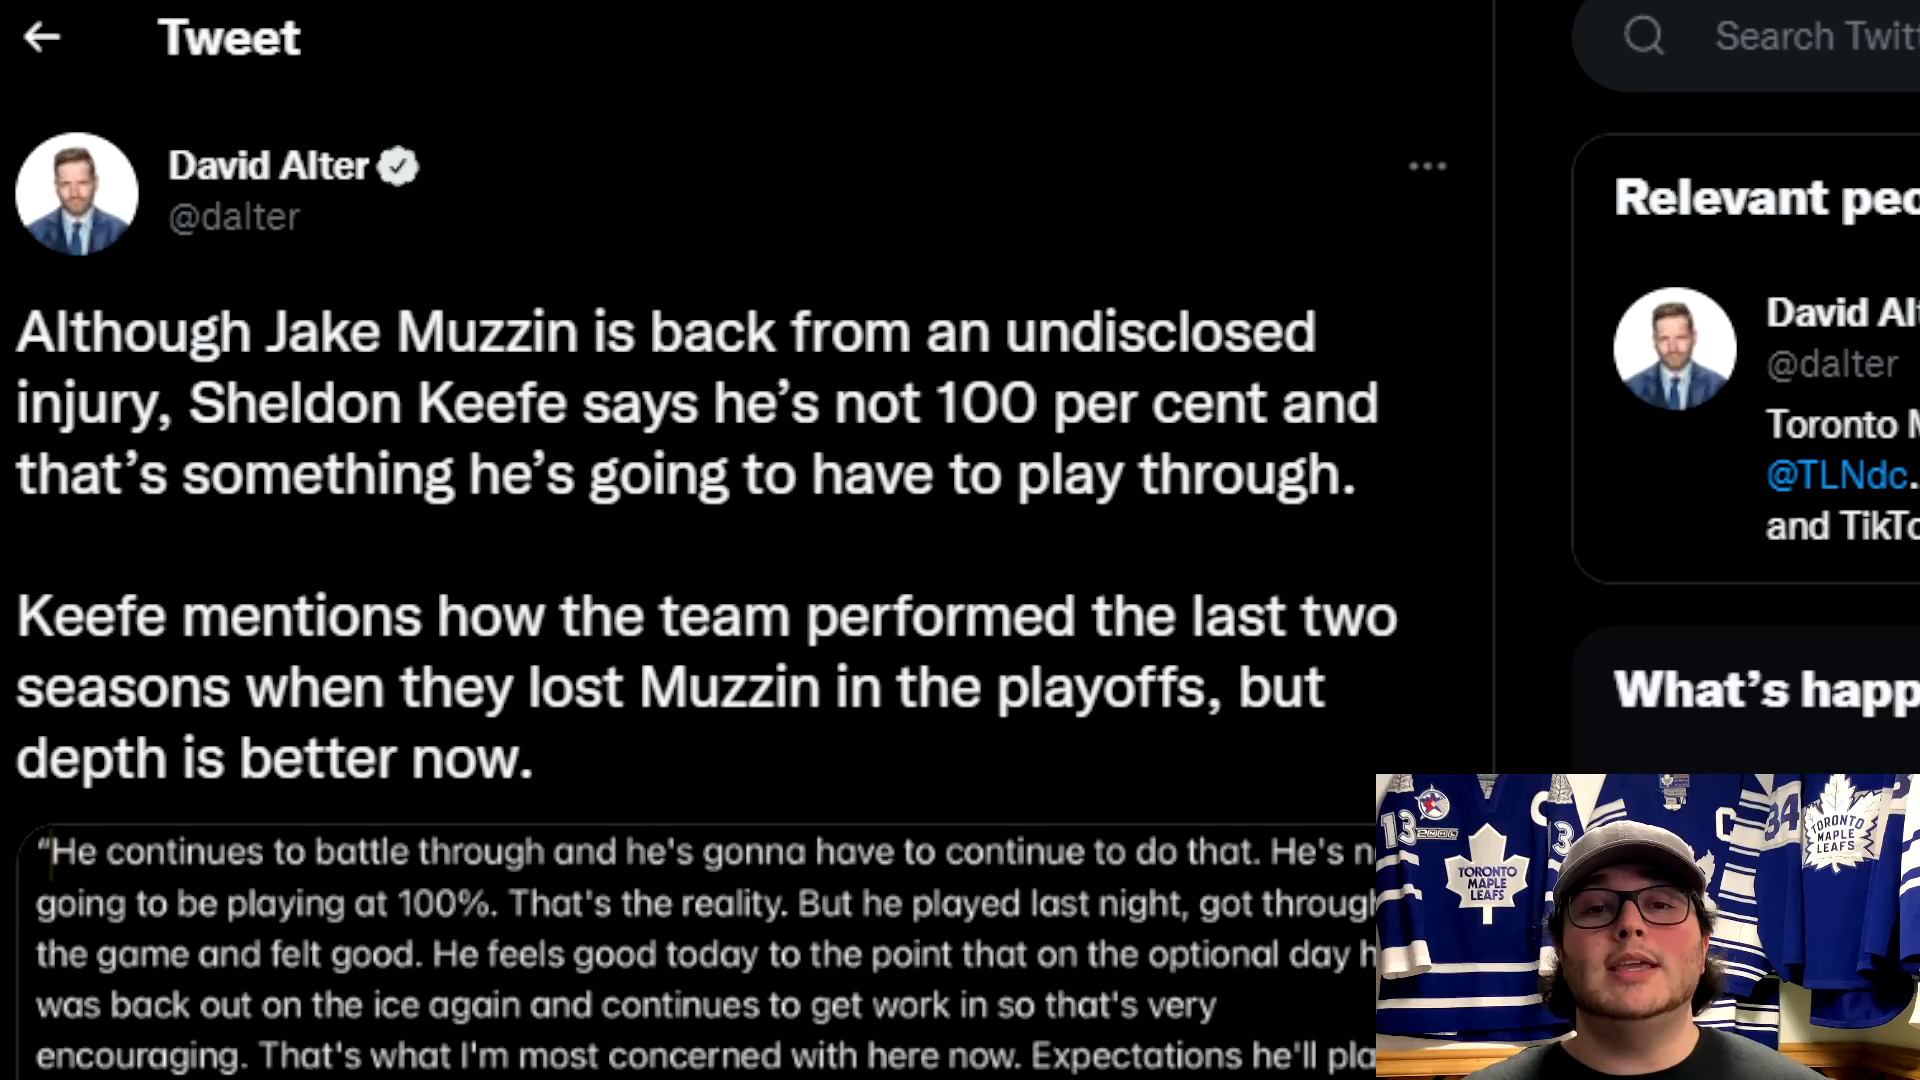 Tweet
Search Twit
David Alter
@dalter
Relevant peo
Although Jake Muzzin is back from an undisclosed
injury, Sheldon Keefe says he's not 100 per cent and
that's something he's going to have to play through.
David Alt
@dalter
Toronto M
@TLNdc.
and TikTo
Keefe mentions how the team performed the last two
seasons when they lost Muzzin in the playoffs, but
depth is better now.
What's happ
"He continues to battle through and he's gonna have to continue to do that. He's n
going to be playing at 100%. That's the reality. But he played last night, got through
the game and felt good. He feels good today to the point that on the optional day h
was back out on the ice again and continues to get work in so that's very
encouraging. That's what I'm most concerned with here now. Expectations he'll pla
13
C
TORONTO
MAPLE
LEAFS
3
C
34
TORONTO
MAPLE
LEAFS